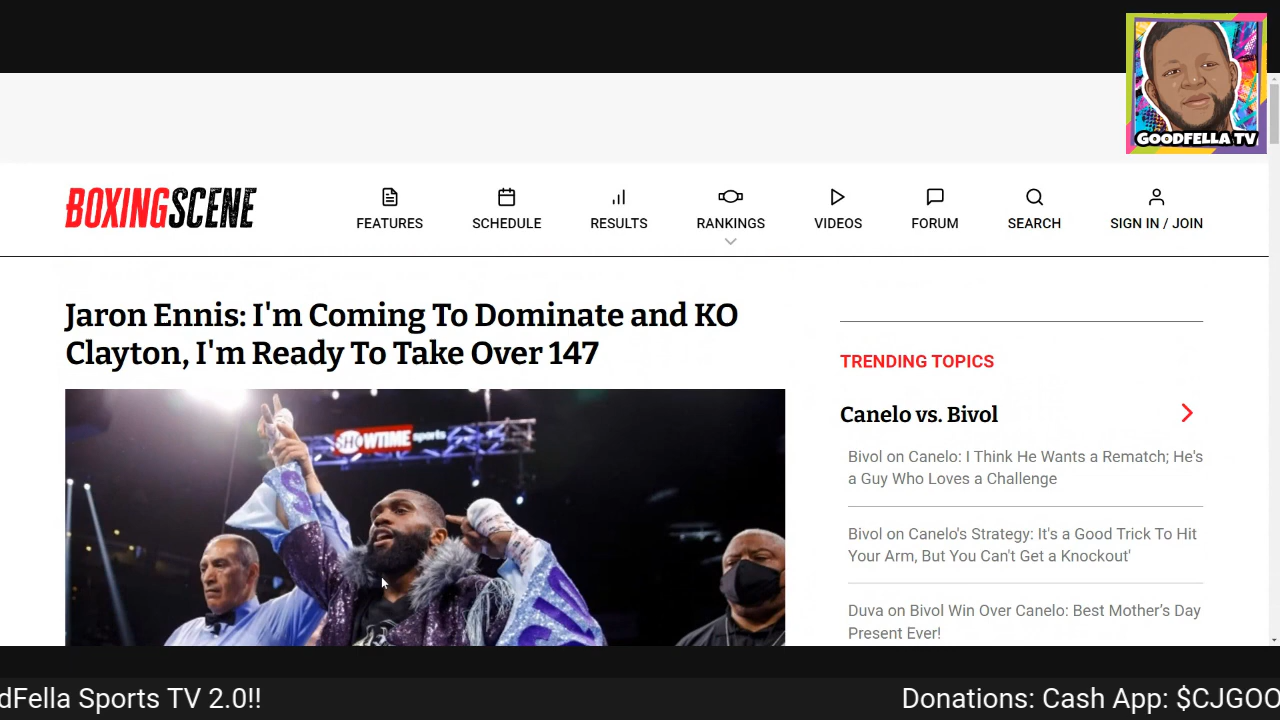 GOODFELLA TV
BOXINGSCENE
FEATURES
SCHEDULE
RESULTS
RANKINGS
VIDEOS
FORUM
SEARCH
SIGN IN / JOIN
Jaron Ennis: I'm Coming To Dominate and KO
Clayton, I'm Ready To Take Over 147
SHOWTIME sports
TRENDING TOPICS
Canelo vs. Bivol
Bivol on Canelo: I Think He Wants a Rematch; He's
a Guy Who Loves a Challenge
Bivol on Canelo's Strategy: It's a Good Trick To Hit
Your Arm, But You Can't Get a Knockout'
Duva on Bivol Win Over Canelo: Best Mother’s Day
Present Ever!
dFella Sports TV 2.0!!
Donations: Cash App: $CJGOO